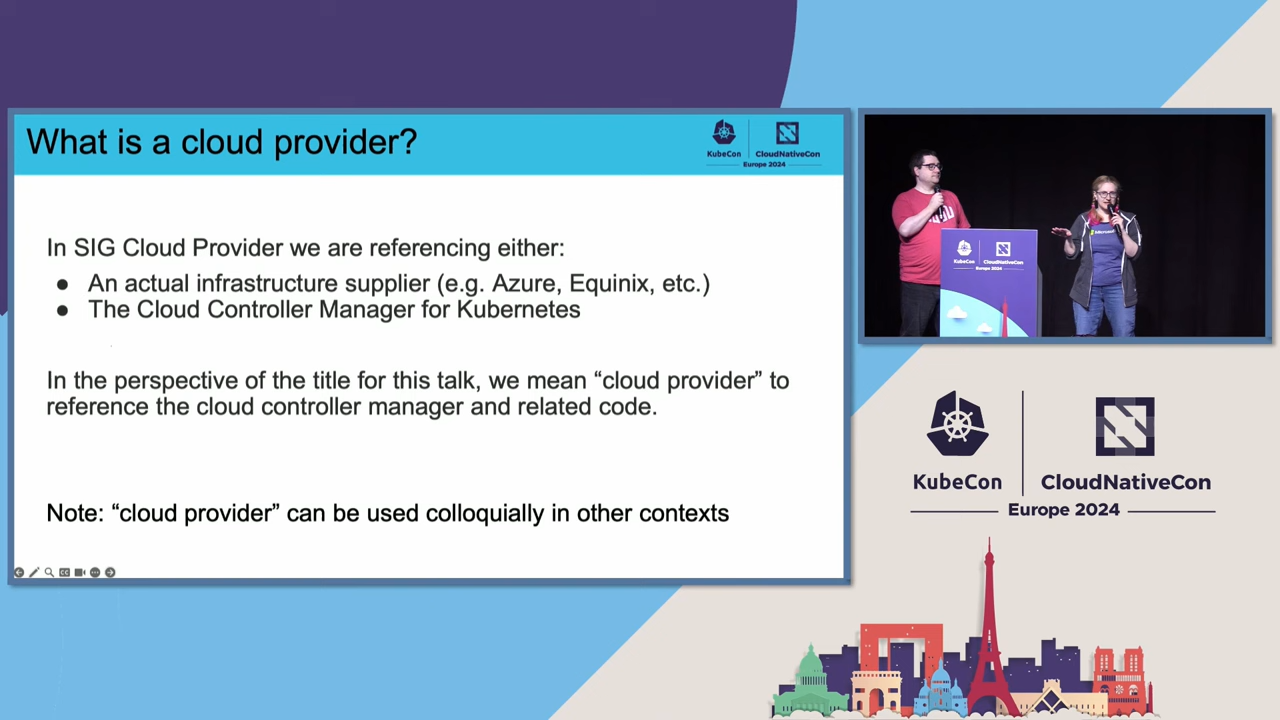 What is a cloud provider?
KubeCon
CloudNativeCon
Europe 2024
In SIG Cloud Provider we are referencing either:
● An actual infrastructure supplier (e.g. Azure, Equinix, etc.)
● The Cloud Controller Manager for Kubernetes
In the perspective of the title for this talk, we mean “cloud provider” to
reference the cloud controller manager and related code.
Note: “cloud provider” can be used colloquially in other contexts
KubeCon
CloudNativeCon
Europe 2024
Microsoft
KubeCon
CloudNativeCon
Europe 2024